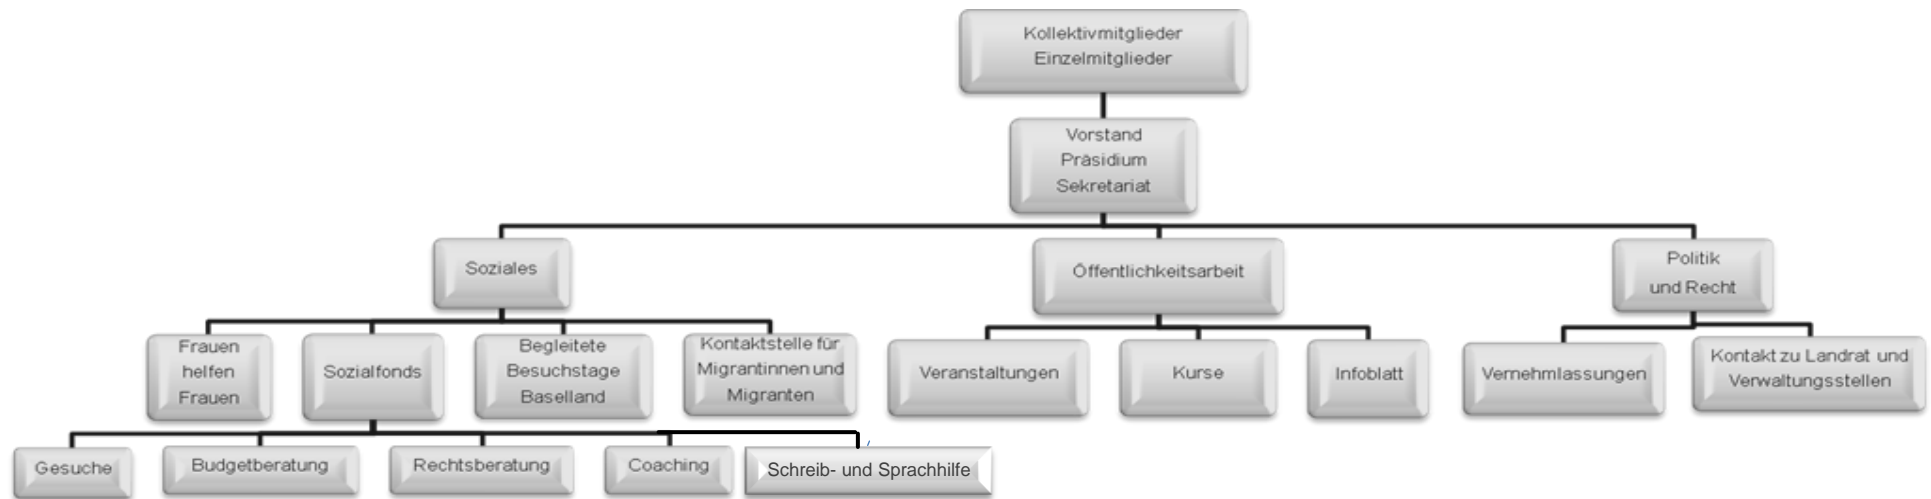 Kollektivmitglieder
Einzelmitglieder
Vorstand
Präsidium
Sekretariat
Soziales
Öffentlichkeitsarbeit
Politik
und Recht
Frauen
helfen
Frauen
Sozialfonds
Begleitete
Besuchstage
Baselland
Kontaktstelle für
Migrantinnen und
Migranten
Veranstaltungen
Kurse
Infoblatt
Vernehmlassungen
Kontakt zu Landrat und
Verwaltungsstellen
Gesuche
Budgetberatung
Rechtsberatung
Coaching
Schreib- und Sprachhilfe